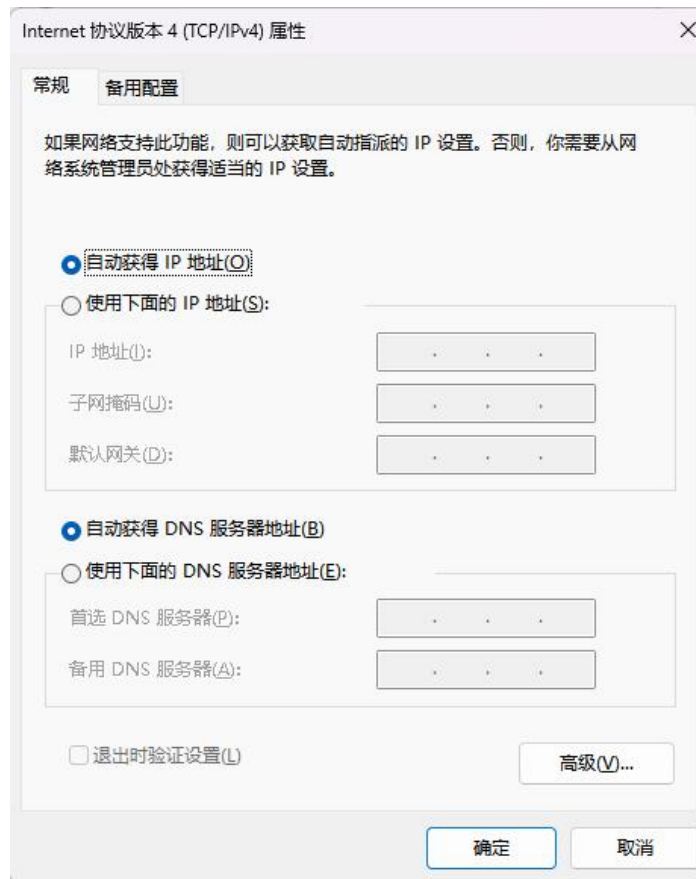 Internet 协议版本 4 (TCP/IPv4) 属性
常规
备用配置
如果网络支持此功能，则可以获取自动指派的 IP 设置。否则，你需要从网
络系统管理员处获得适当的 IP 设置。
自动获得 IP 地址(O)
使用下面的 IP 地址(S):
IP 地址(I):
子网掩码(U):
默认网关(D):
自动获得 DNS 服务器地址(B)
使用下面的 DNS 服务器地址(E):
首选 DNS 服务器(P):
备用 DNS 服务器(A):
退出时验证设置(L)
高级(V)...
确定
取消